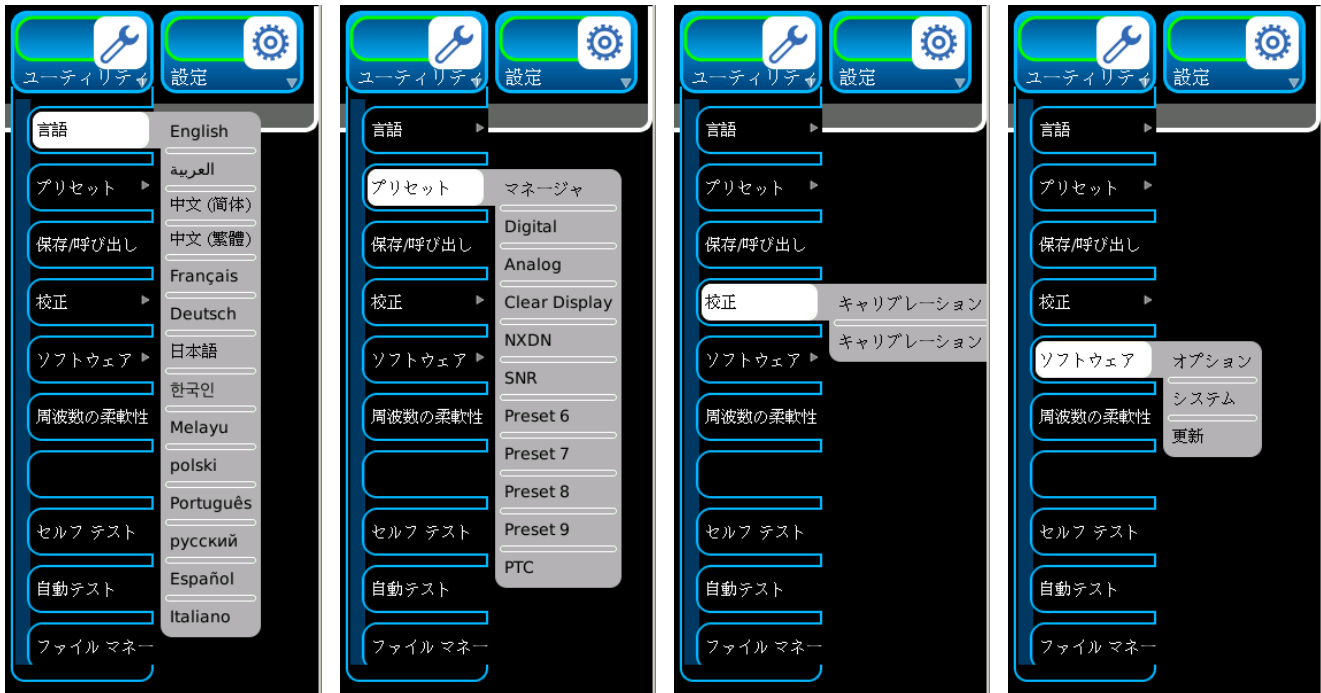 ユーティリティ
設定
言語
English
العربية
中文 (简体)
中文 (繁體)
Français
Deutsch
日本語
한국인
Melayu
polski
Português
русский
Español
Italiano
プリセット
保存/呼び出し
校正
ソフトウェア
周波数の柔軟性
セルフ テスト
自動テスト
ファイル マネー
ユーティリティ
設定
言語
プリセット
マネージャ
Digital
Analog
Clear Display
NXDN
SNR
Preset 6
Preset 7
Preset 8
Preset 9
PTC
保存/呼び出し
校正
ソフトウェア
周波数の柔軟性
セルフ テスト
自動テスト
ファイル マネー
ユーティリティ
設定
言語
プリセット
保存/呼び出し
校正
キャリブレーション
キャリブレーション
ソフトウェア
周波数の柔軟性
セルフ テスト
自動テスト
ファイル マネー
ユーティリティ
設定
言語
プリセット
保存/呼び出し
校正
ソフトウェア
オプション
システム
更新
周波数の柔軟性
セルフ テスト
自動テスト
ファイル マネー